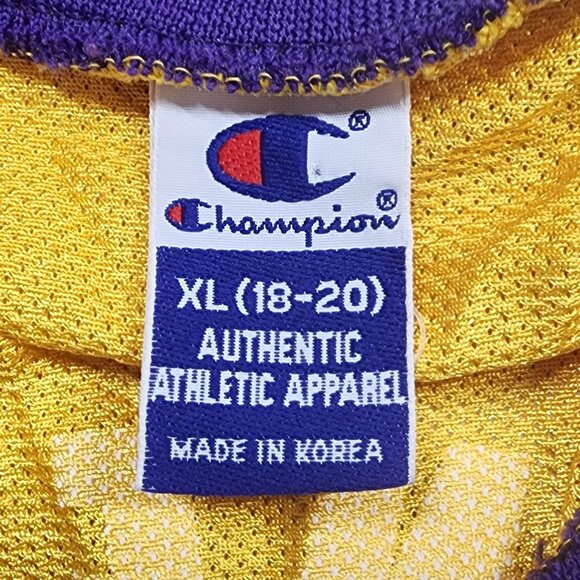 ®
Champion®
XL (18-20)
AUTHENTIC
ATHLETIC APPAREL
MADE IN KOREA